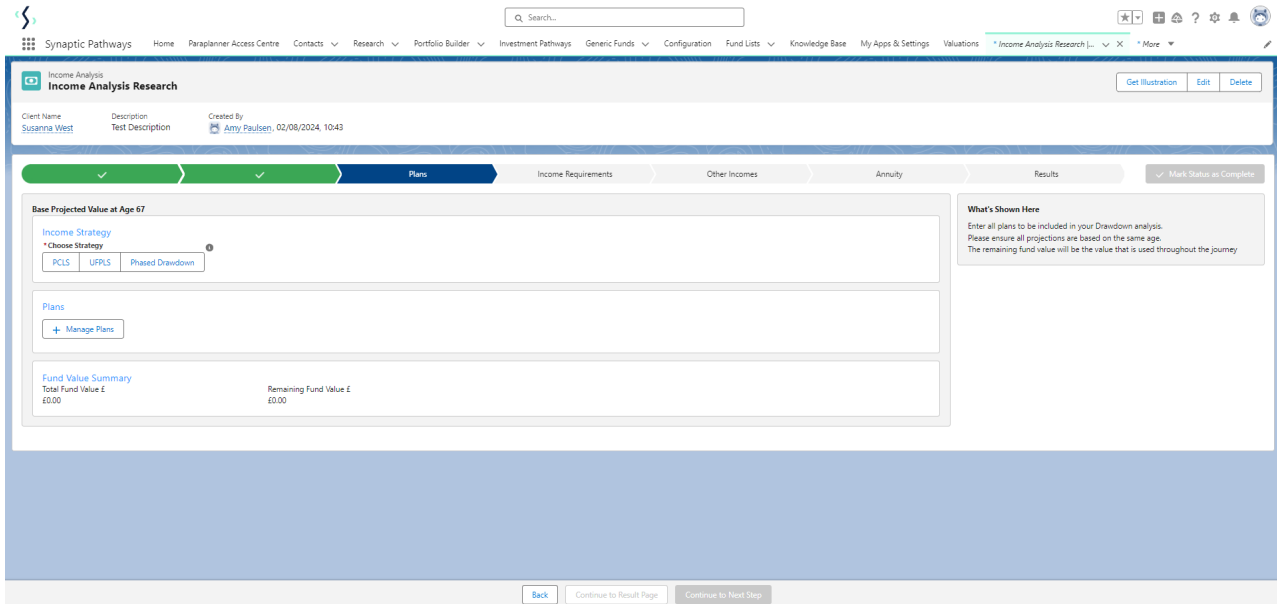 Search...
Synaptic Pathways Home Paraplanner Access Centre Contacts Research Portfolio Builder Investment Pathways Generic Funds Configuration Fund Lists Knowledge Base My Apps & Settings Valuations * Income Analysis Research |... * More
Income Analysis
Income Analysis Research
Get Illustration Edit Delete
Client Name Description Created By
Susanna West Test Description Amy Paulsen, 02/08/2024, 10:43
Plans Income Requirements Other Incomes Annuity Results Mark Status as Complete
Base Projected Value at Age 67
What's Shown Here
Enter all plans to be included in your Drawdown analysis.
Please ensure all projections are based on the same age.
The remaining fund value will be the value that is used throughout the journey
Income Strategy
* Choose Strategy
PCLS UFPLS Phased Drawdown
Plans
+ Manage Plans
Fund Value Summary
Total Fund Value £ Remaining Fund Value £
£0.00 £0.00
Back Continue to Result Page Continue to Next Step